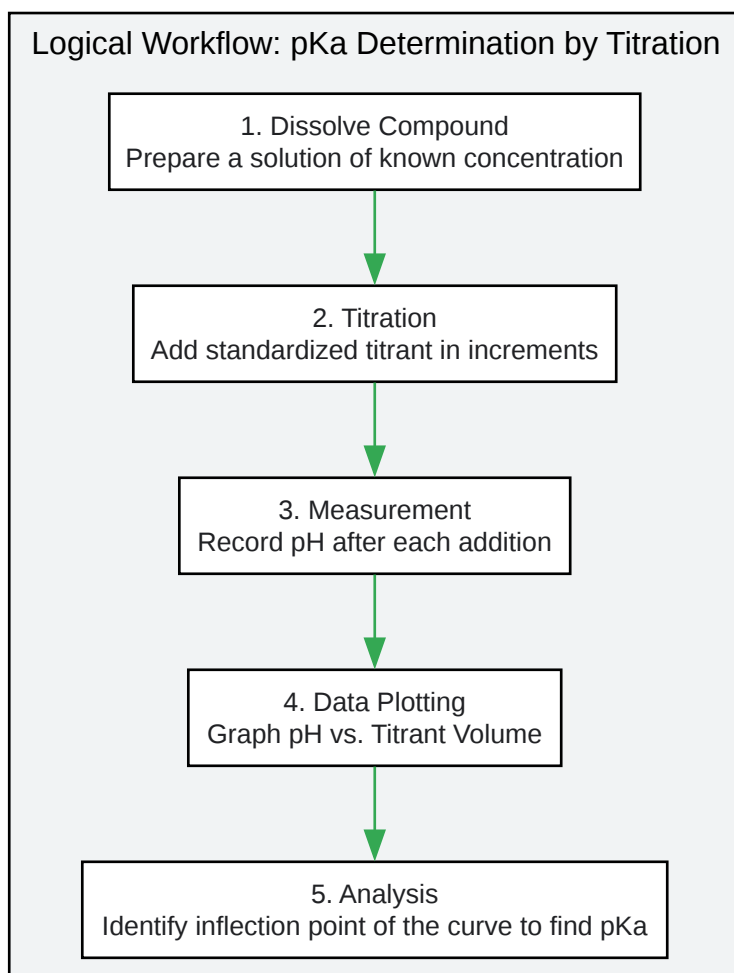 Logical Workflow: pKa Determination by Titration
1. Dissolve Compound
Prepare a solution of known concentration
2. Titration
Add standardized titrant in increments
3. Measurement
Record pH after each addition
4. Data Plotting
Graph pH vs. Titrant Volume
5. Analysis
Identify inflection point of the curve to find pKa